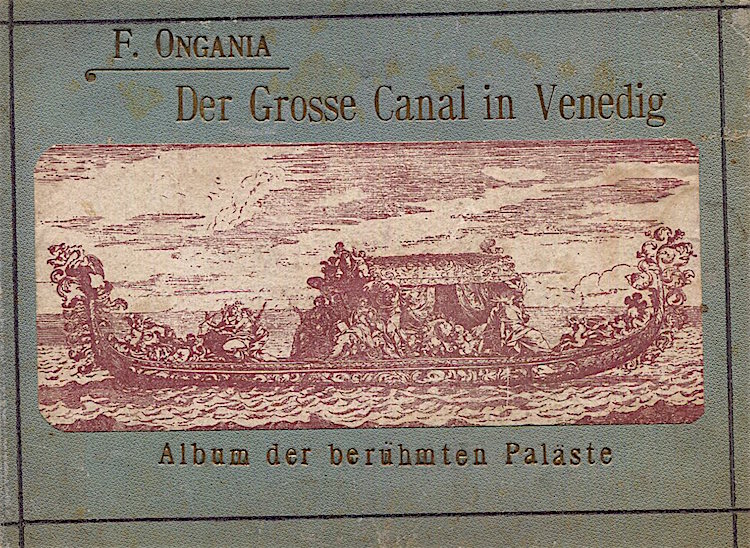 F. Ongania
Der Grosse Canal in Venedig
Album der berühmten Paläste